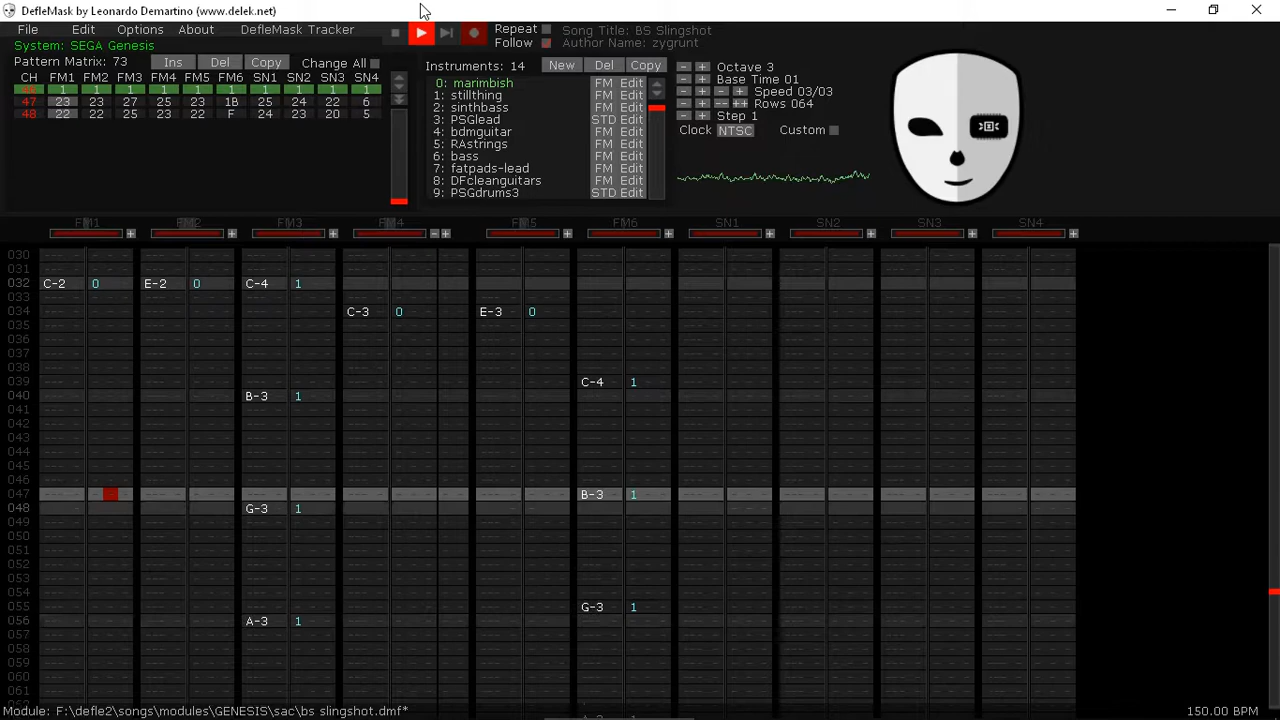 DefleMask by Leonardo Demartino (www.delek.net)
File Edit Options About DefleMask Tracker Repeat Song Title: BS Slingshot
Follow Author Name: zygrunt
System: SEGA Genesis
Pattern Matrix: 73 Ins Del Copy Change All
CH FM1 FM2 FM3 FM4 FM5 FM6 SN1 SN2 SN3 SN4
1 1 1 1 1 1 1 1 1 1
47 23 23 27 25 23 1B 25 24 22 6
48 22 22 25 23 22 F 24 23 20 5
Instruments: 14 New Del Copy
0: marimbish FM Edit
1: stillthing FM Edit
2: sinthbass FM Edit
3: PSGlead STD Edit
4: bdmguitar FM Edit
5: RAstrings FM Edit
6: bass FM Edit
7: fatpads-lead FM Edit
8: DFcleanguitars FM Edit
9: PSGdrums3 STD Edit
- + Octave 3
- + Base Time 01
- + - + Speed 03/03
- + -- ++ Rows 064
- + Step 1
Clock NTSC Custom
FM1 FM2 FM3 FM4 FM5 FM6 SN1 SN2 SN3 SN4
+ + + - + + + + + + +
030
031
032 C-2 0 E-2 0 C-4 1
033
034 C-3 0 E-3 0
035
036
037
038
039 C-4 1
040 B-3 1
041
042
043
044
045
046
047 B-3 1
048 G-3 1
049
050
051
052
053
054
055 G-3 1
056 A-3 1
057
058
059
060
061
Module: F:\defle2\songs\modules\GENESIS\sac\bs slingshot.dmf* 150.00 BPM